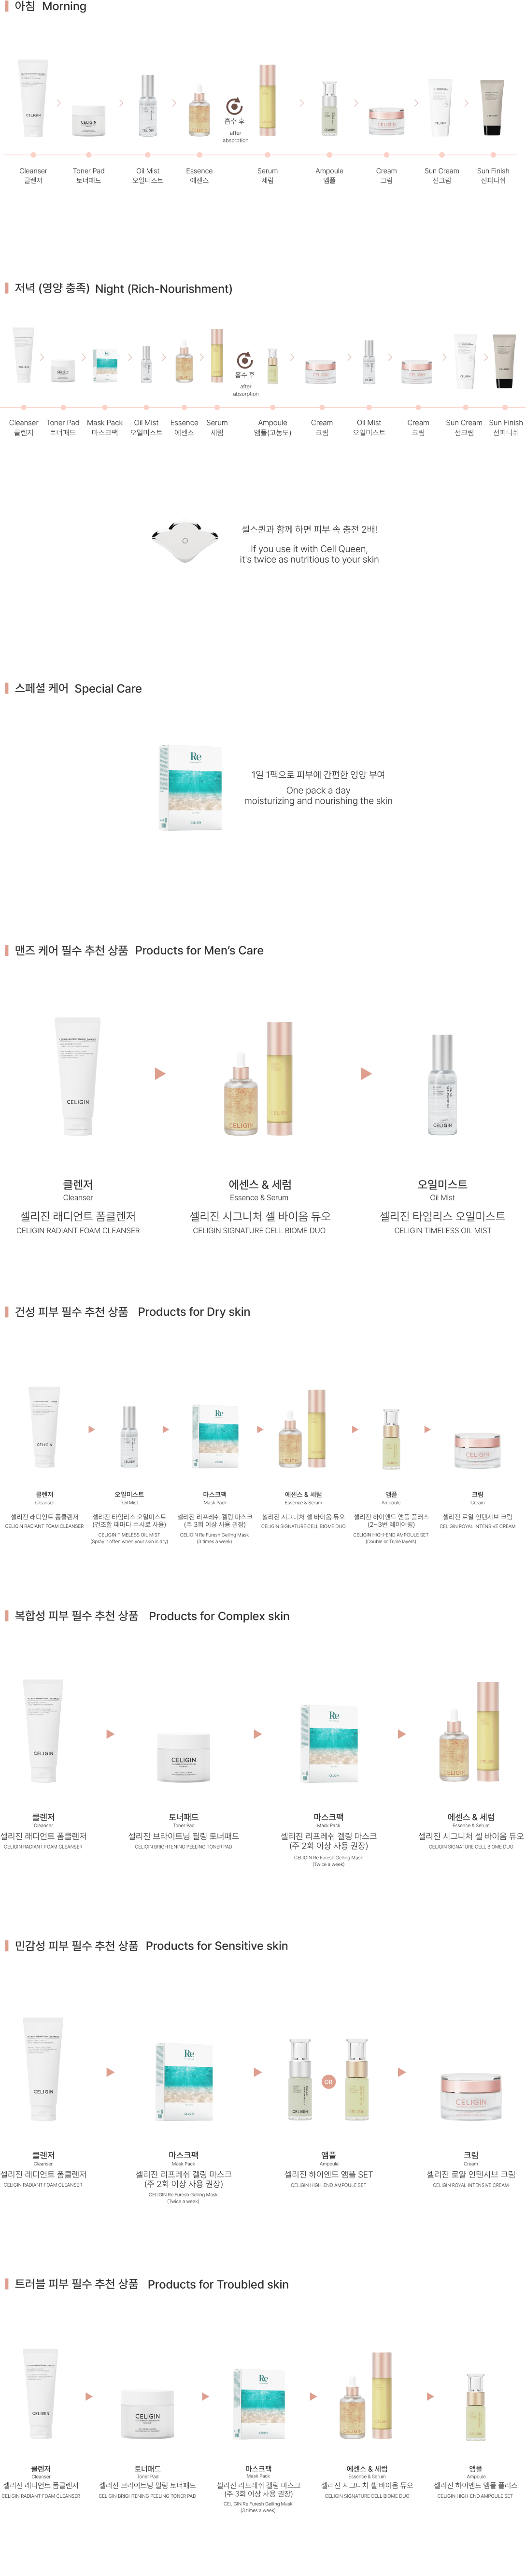 아침 Morning
CELIGIN
CELIGIN
흡수 후
after
absorption
Cleanser
클렌저
Toner Pad
토너패드
Oil Mist
오일미스트
Essence
에센스
Serum
세럼
Ampoule
앰플
Cream
크림
Sun Cream
선크림
Sun Finish
선피니쉬
저녁 (영양 충족) Night (Rich-Nourishment)
흡수 후
after
absorption
Cleanser
클렌저
Toner Pad
토너패드
Mask Pack
마스크팩
Oil Mist
오일미스트
Essence
에센스
Serum
세럼
Ampoule
앰플(고농도)
Cream
크림
Oil Mist
오일미스트
Cream
크림
Sun Cream
선크림
Sun Finish
선피니쉬
셀스퀸과 함께 하면 피부 속 충전 2배!
If you use it with Cell Queen,
it's twice as nutritious to your skin
스페셜 케어 Special Care
Re
1일 1팩으로 피부에 간편한 영양 부여
One pack a day
moisturizing and nourishing the skin
맨즈 케어 필수 추천 상품 Products for Men's Care
CELIGIN
CELIGIN
클렌저
Cleanser
셀리진 래디언트 폼클렌저
CELIGIN RADIANT FOAM CLEANSER
에센스 & 세럼
Essence & Serum
셀리진 시그니처 셀 바이옴 듀오
CELIGIN SIGNATURE CELL BIOME DUO
오일미스트
Oil Mist
셀리진 타임리스 오일미스트
CELIGIN TIMELESS OIL MIST
건성 피부 필수 추천 상품 Products for Dry skin
CELIGIN
Re
CELIGIN
클렌저
Cleanser
셀리진 래디언트 폼클렌저
CELIGIN RADIANT FOAM CLEANSER
오일미스트
Oil Mist
셀리진 타임리스 오일미스트
(건조할 때마다 수시로 사용)
CELIGIN TIMELESS OIL MIST
(Spray it often when your skin is dry)
마스크팩
Mask Pack
셀리진 리프레쉬 겔링 마스크
(주 3회 이상 사용 권장)
CELIGIN Re Furesh Gelling Mask
(3 times a week)
에센스 & 세럼
Essence & Serum
셀리진 시그니처 셀 바이옴 듀오
CELIGIN SIGNATURE CELL BIOME DUO
앰플
Ampoule
셀리진 하이앤드 앰플 플러스
(2~3번 레이어링)
CELIGIN HIGH-END AMPOULE SET
(Double or Triple layers)
크림
Cream
셀리진 로얄 인텐시브 크림
CELIGIN ROYAL INTENSIVE CREAM
복합성 피부 필수 추천 상품 Products for Complex skin
CELIGIN
CELIGIN
Re
클렌저
Cleanser
셀리진 래디언트 폼클렌저
CELIGIN RADIANT FOAM CLEANSER
토너패드
Toner Pad
셀리진 브라이트닝 필링 토너패드
CELIGIN BRIGHTENING PEELING TONER PAD
마스크팩
Mask Pack
셀리진 리프레쉬 겔링 마스크
(주 2회 이상 사용 권장)
CELIGIN Re Furesh Gelling Mask
(Twice a week)
에센스 & 세럼
Essence & Serum
셀리진 시그니처 셀 바이옴 듀오
CELIGIN SIGNATURE CELL BIOME DUO
민감성 피부 필수 추천 상품 Products for Sensitive skin
CELIGIN
Re
OR
CELIGIN
클렌저
Cleanser
셀리진 래디언트 폼클렌저
CELIGIN RADIANT FOAM CLEANSER
마스크팩
Mask Pack
셀리진 리프레쉬 겔링 마스크
(주 2회 이상 사용 권장)
CELIGIN Re Furesh Gelling Mask
(Twice a week)
앰플
Ampoule
셀리진 하이엔드 앰플 SET
CELIGIN HIGH-END AMPOULE SET
크림
Cream
셀리진 로얄 인텐시브 크림
CELIGIN ROYAL INTENSIVE CREAM
트러블 피부 필수 추천 상품 Products for Troubled skin
CELIGIN
CELIGIN
Re
클렌저
Cleanser
셀리진 래디언트 폼클렌저
CELIGIN RADIANT FOAM CLEANSER
토너패드
Toner Pad
셀리진 브라이트닝 필링 토너패드
CELIGIN BRIGHTENING PEELING TONER PAD
마스크팩
Mask Pack
셀리진 리프레쉬 겔링 마스크
(주 3회 이상 사용 권장)
CELIGIN Re Furesh Gelling Mask
(3 times a week)
에센스 & 세럼
Essence & Serum
셀리진 시그니처 셀 바이옴 듀오
CELIGIN SIGNATURE CELL BIOME DUO
앰플
Ampoule
셀리진 하이엔드 앰플 플러스
CELIGIN HIGH-END AMPOULE SET